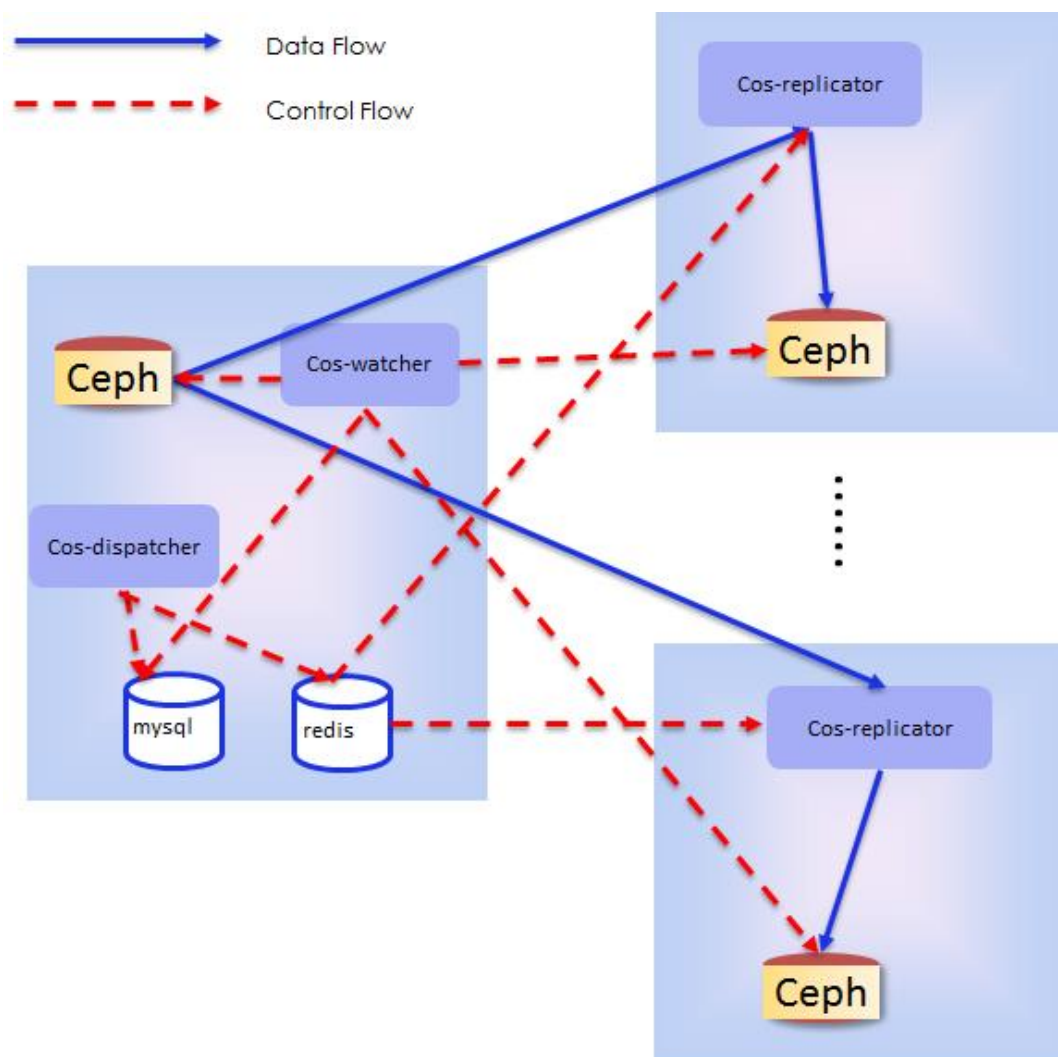 Data Flow
Control Flow
Cos-replicator
Ceph
Cos-watcher
Ceph
Cos-dispatcher
mysql
redis
Cos-replicator
Ceph